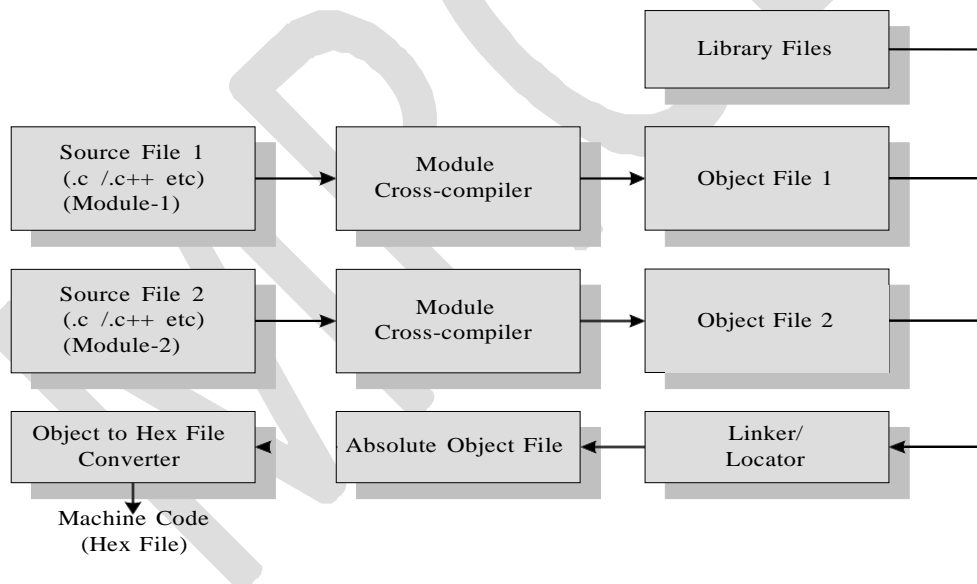 Library Files
Source File 1
(.c /.c++ etc)
(Module-1)
Module
Cross-compiler
Object File 1
Source File 2
(.c /.c++ etc)
(Module-2)
Module
Cross-compiler
Object File 2
Object to Hex File
Converter
Absolute Object File
Linker/
Locator
Machine Code
(Hex File)